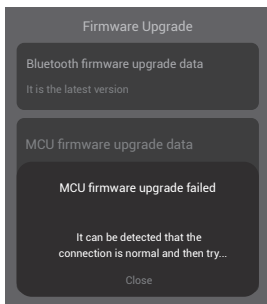 Firmware Upgrade
Bluetooth firmware upgrade data
It is the latest version
MCU firmware upgrade data
MCU firmware upgrade failed
It can be detected that the
connection is normal and then try...
Close